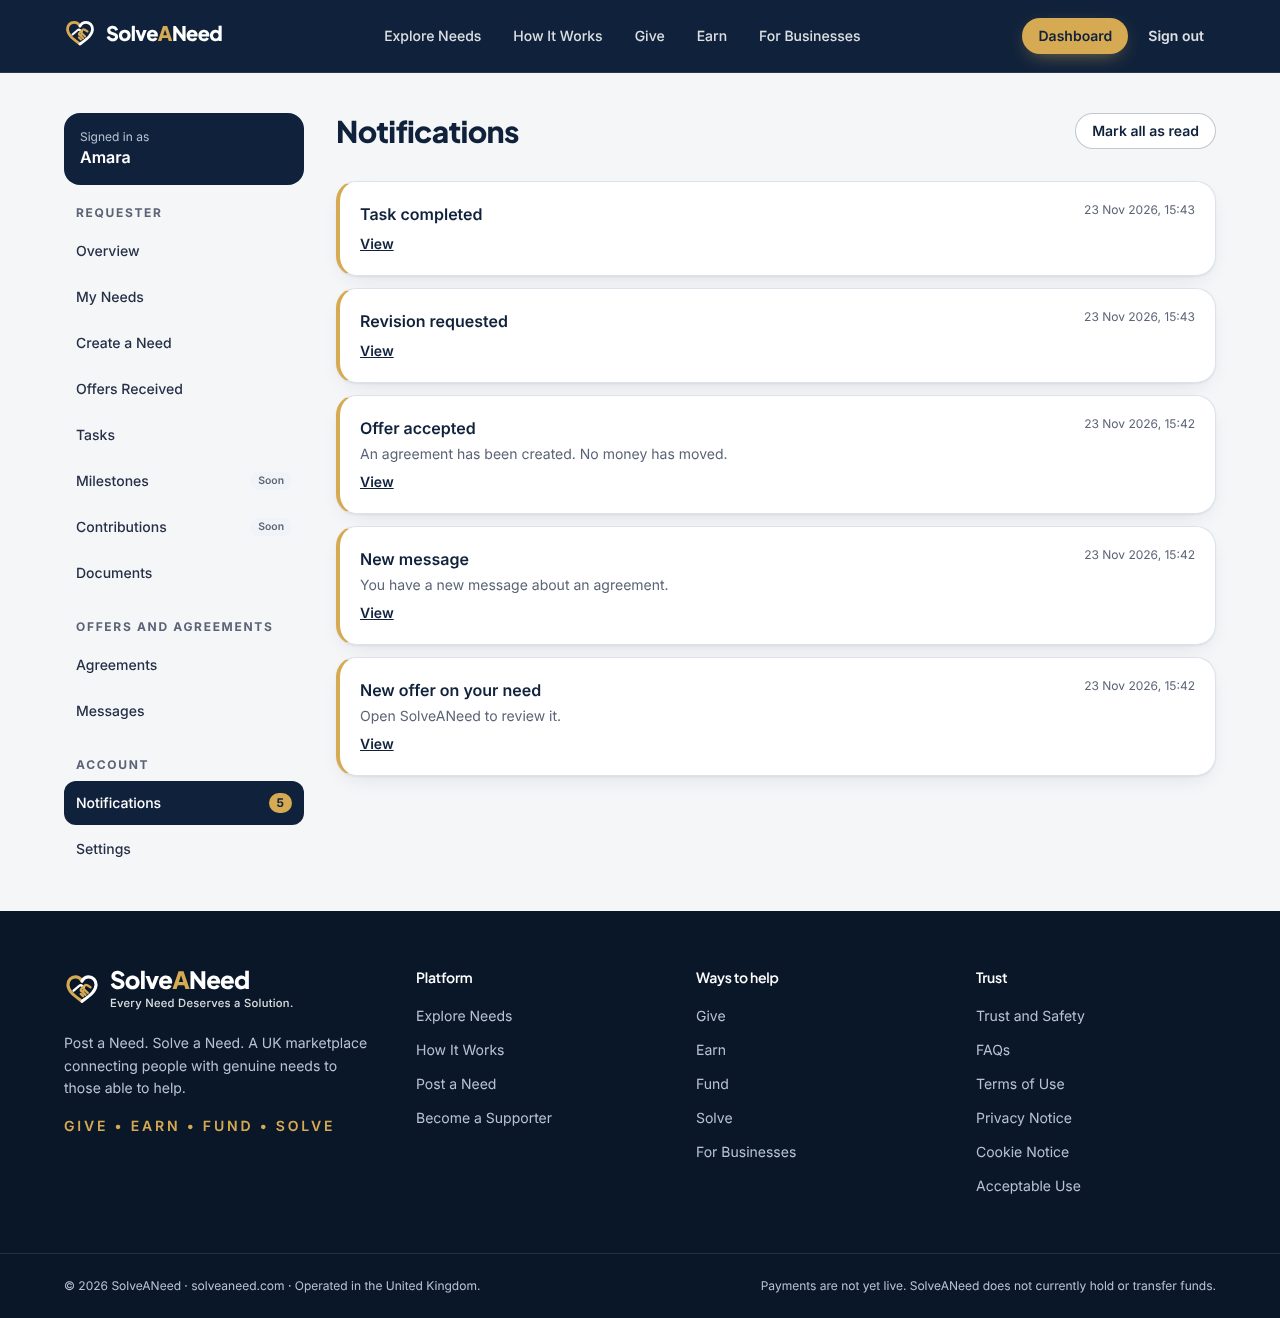 SolveANeed
Explore Needs
How It Works
Give
Earn
For Businesses
Dashboard
Sign out
Signed in as
Amara
REQUESTER
Overview
My Needs
Create a Need
Offers Received
Tasks
Milestones Soon
Contributions Soon
Documents
OFFERS AND AGREEMENTS
Agreements
Messages
ACCOUNT
Notifications 5
Settings
Notifications
Mark all as read
Task completed
23 Nov 2026, 15:43
View
Revision requested
23 Nov 2026, 15:43
View
Offer accepted
23 Nov 2026, 15:42
An agreement has been created. No money has moved.
View
New message
23 Nov 2026, 15:42
You have a new message about an agreement.
View
New offer on your need
23 Nov 2026, 15:42
Open SolveANeed to review it.
View
SolveANeed
Every Need Deserves a Solution.
Post a Need. Solve a Need. A UK marketplace
connecting people with genuine needs to
those able to help.
GIVE • EARN • FUND • SOLVE
Platform
Explore Needs
How It Works
Post a Need
Become a Supporter
Ways to help
Give
Earn
Fund
Solve
For Businesses
Trust
Trust and Safety
FAQs
Terms of Use
Privacy Notice
Cookie Notice
Acceptable Use
© 2026 SolveANeed · solveaneed.com · Operated in the United Kingdom.
Payments are not yet live. SolveANeed does not currently hold or transfer funds.